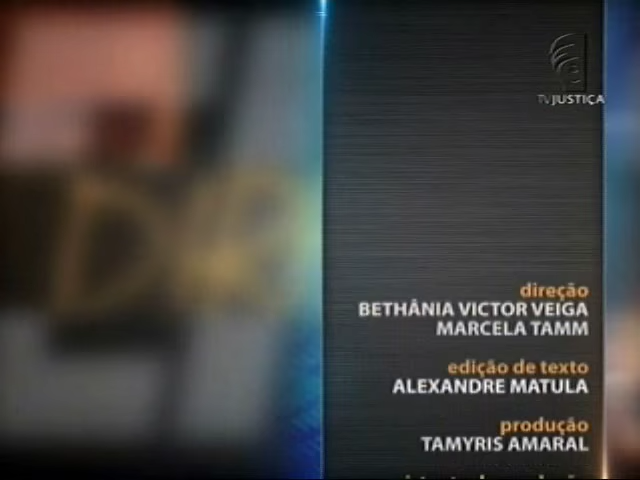 TV JUSTIÇA
direção
BETHÂNIA VICTOR VEIGA
MARCELA TAMM
edição de texto
ALEXANDRE MATULA
produção
TAMYRIS AMARAL